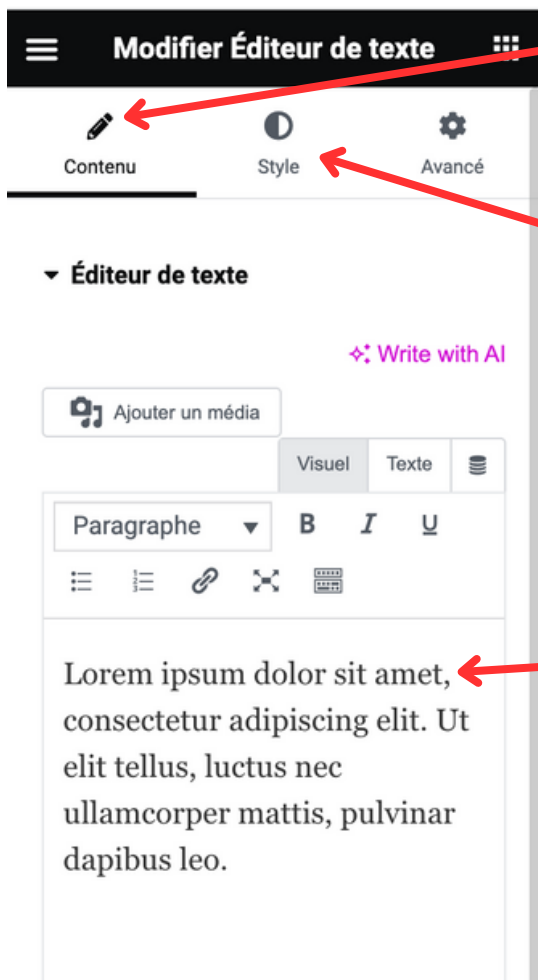 Modifier Éditeur de texte
Contenu
Style
Avancé
Éditeur de texte
Write with AI
Ajouter un média
Visuel
Texte
Paragraphe
B I U
Lorem ipsum dolor sit amet,
consectetur adipiscing elit. Ut
elit tellus, luctus nec
ullamcorper mattis, pulvinar
dapibus leo.